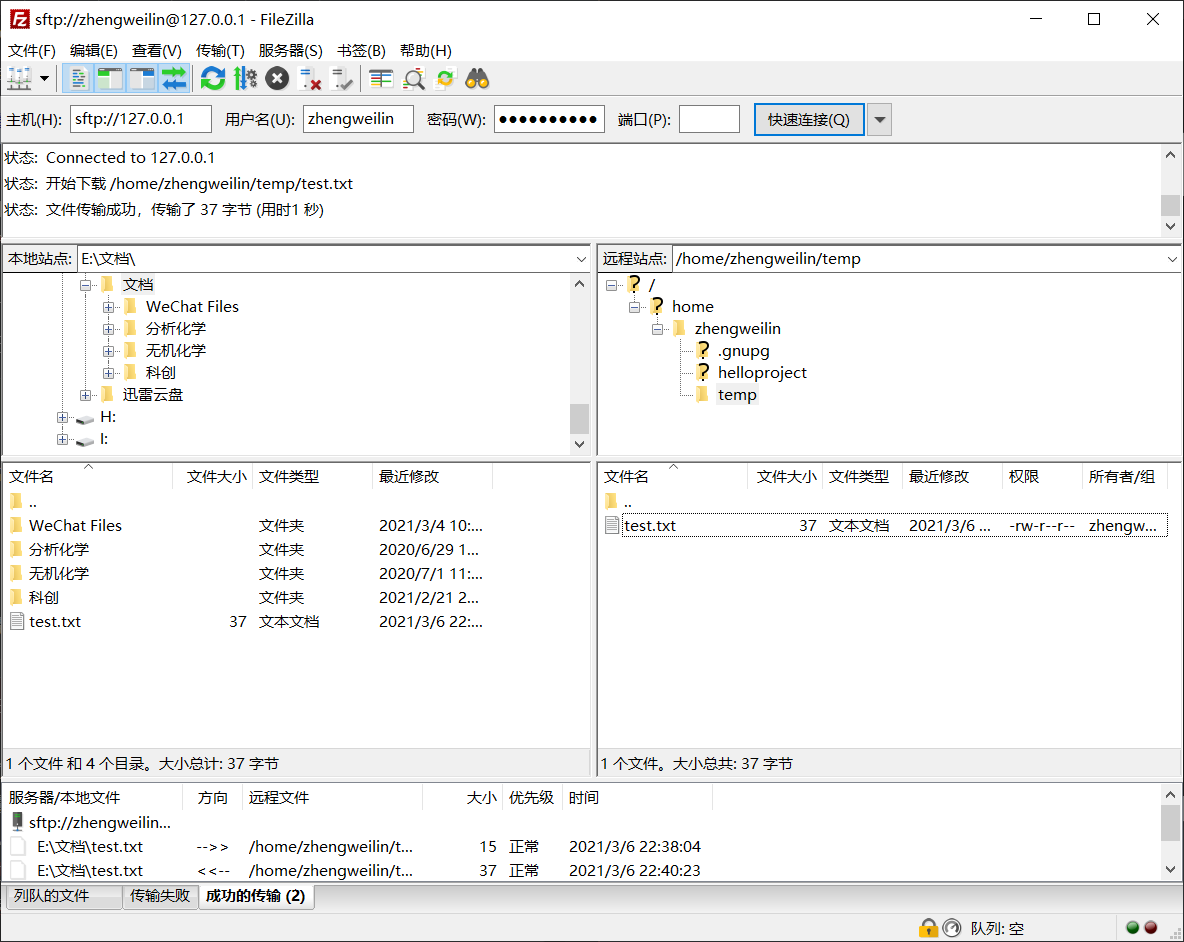 sftp://zhengweilin@127.0.0.1 - FileZilla
文件(F) 编辑(E) 查看(V) 传输(T) 服务器(S) 书签(B) 帮助(H)
主机(H): sftp://127.0.0.1 用户名(U): zhengweilin 密码(W): ●●●●●●●●●● 端口(P): 快速连接(Q)
状态: Connected to 127.0.0.1
状态: 开始下载 /home/zhengweilin/temp/test.txt
状态: 文件传输成功，传输了 37 字节 (用时1 秒)
本地站点: E:\文档\
文档
WeChat Files
分析化学
无机化学
科创
迅雷云盘
H:
I:
远程站点: /home/zhengweilin/temp
/
home
zhengweilin
.gnupg
helloproject
temp
文件名 文件大小 文件类型 最近修改
..
WeChat Files 文件夹 2021/3/4 10:...
分析化学 文件夹 2020/6/29 1...
无机化学 文件夹 2020/7/1 11:...
科创 文件夹 2021/2/21 2...
test.txt 37 文本文档 2021/3/6 22:...
1 个文件 和 4 个目录。大小总计: 37 字节
文件名 文件大小 文件类型 最近修改 权限 所有者/组
..
test.txt 37 文本文档 2021/3/6 ... -rw-r--r-- zhengw...
1 个文件。大小总共: 37 字节
服务器/本地文件 方向 远程文件 大小 优先级 时间
sftp://zhengweilin...
E:\文档\test.txt -->> /home/zhengweilin/t... 15 正常 2021/3/6 22:38:04
E:\文档\test.txt <<-- /home/zhengweilin/t... 37 正常 2021/3/6 22:40:23
列队的文件 传输失败 成功的传输 (2)
队列: 空